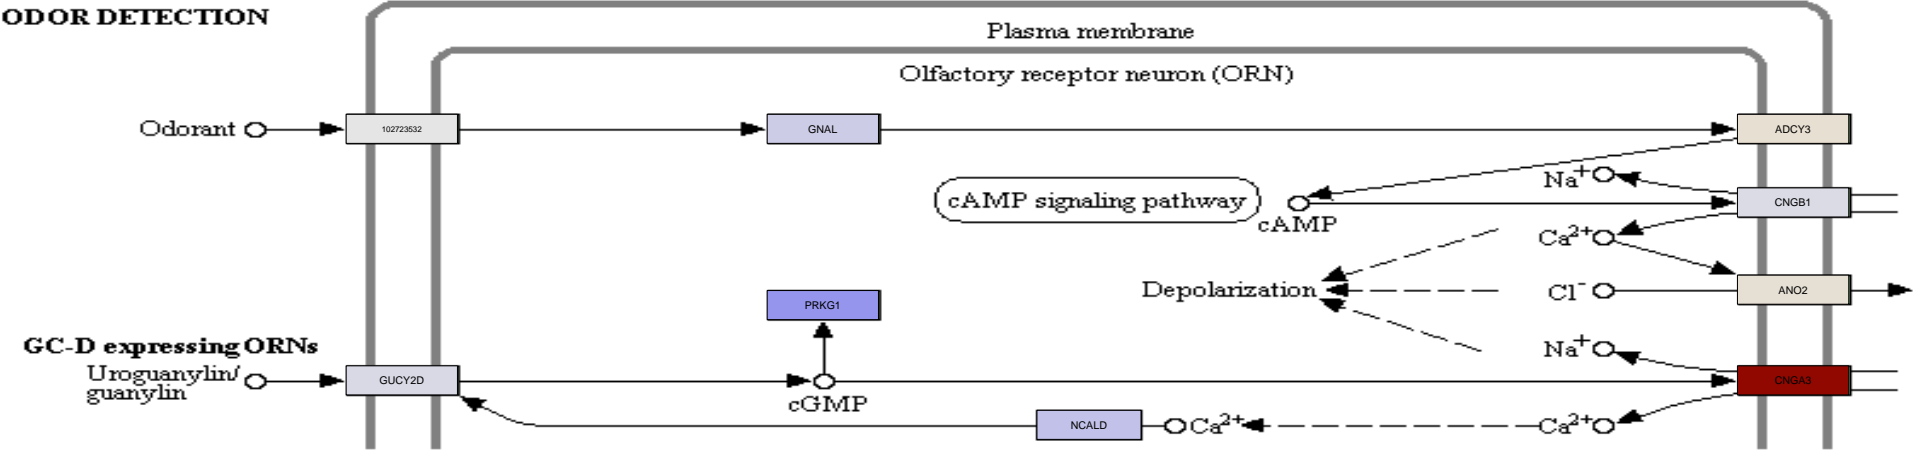 ODOR DETECTION
Plasma membrane
Olfactory receptor neuron (ORN)
Odorant
102723532
GNAL
ADCY3
Na+
cAMP signaling pathway
cAMP
CNGB1
Ca2+
Depolarization
Cl-
ANO2
PRKG1
GC-D expressing ORNs
Na+
Uroguanylin/
guanylin
GUCY2D
cGMP
CNGA3
NCALD
Ca2+
Ca2+